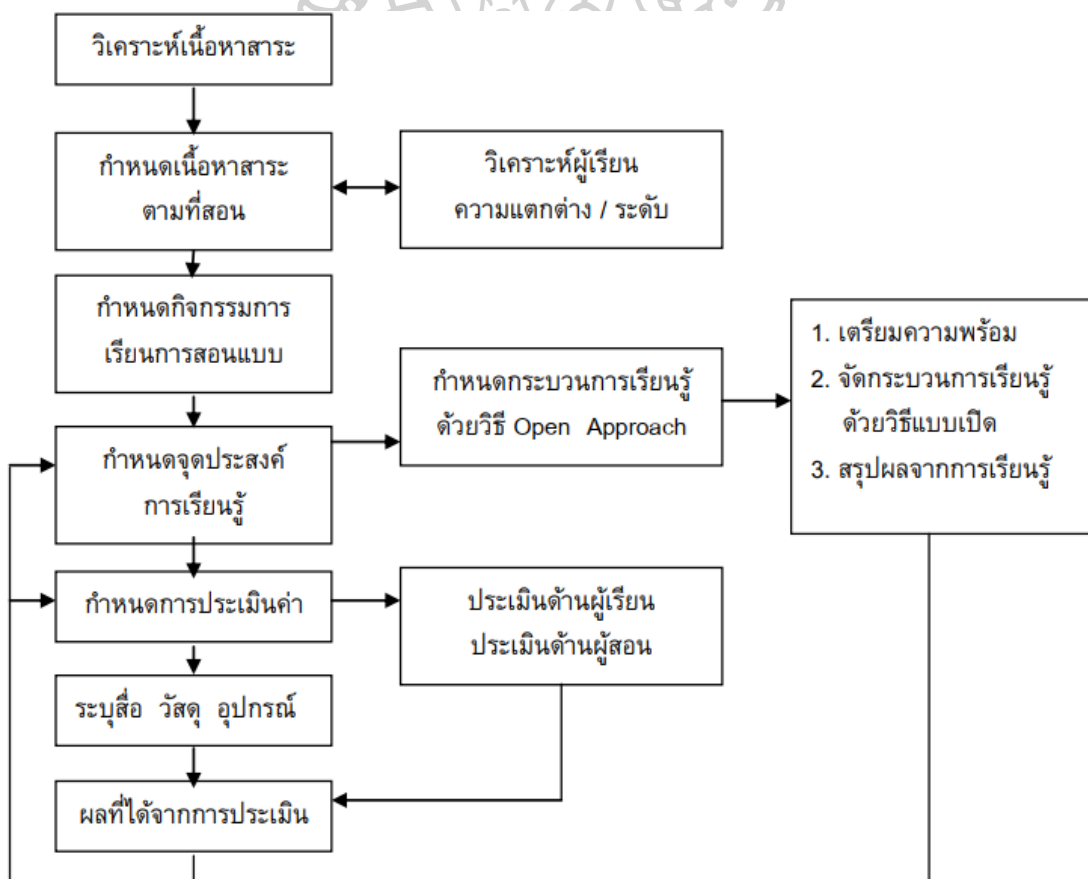 วิเคราะห์เนื้อหาสาระ
กำหนดเนื้อหาสาระ
ตามที่สอน
วิเคราะห์ผู้เรียน
ความแตกต่าง / ระดับ
กำหนดกิจกรรมการ
เรียนการสอนแบบ
กำหนดกระบวนการเรียนรู้
ด้วยวิธี Open Approach
1. เตรียมความพร้อม
2. จัดกระบวนการเรียนรู้
ด้วยวิธีแบบเปิด
3. สรุปผลจากการเรียนรู้
กำหนดจุดประสงค์
การเรียนรู้
กำหนดการประเมินค่า
ประเมินด้านผู้เรียน
ประเมินด้านผู้สอน
ระบุสื่อ วัสดุ อุปกรณ์
ผลที่ได้จากการประเมิน